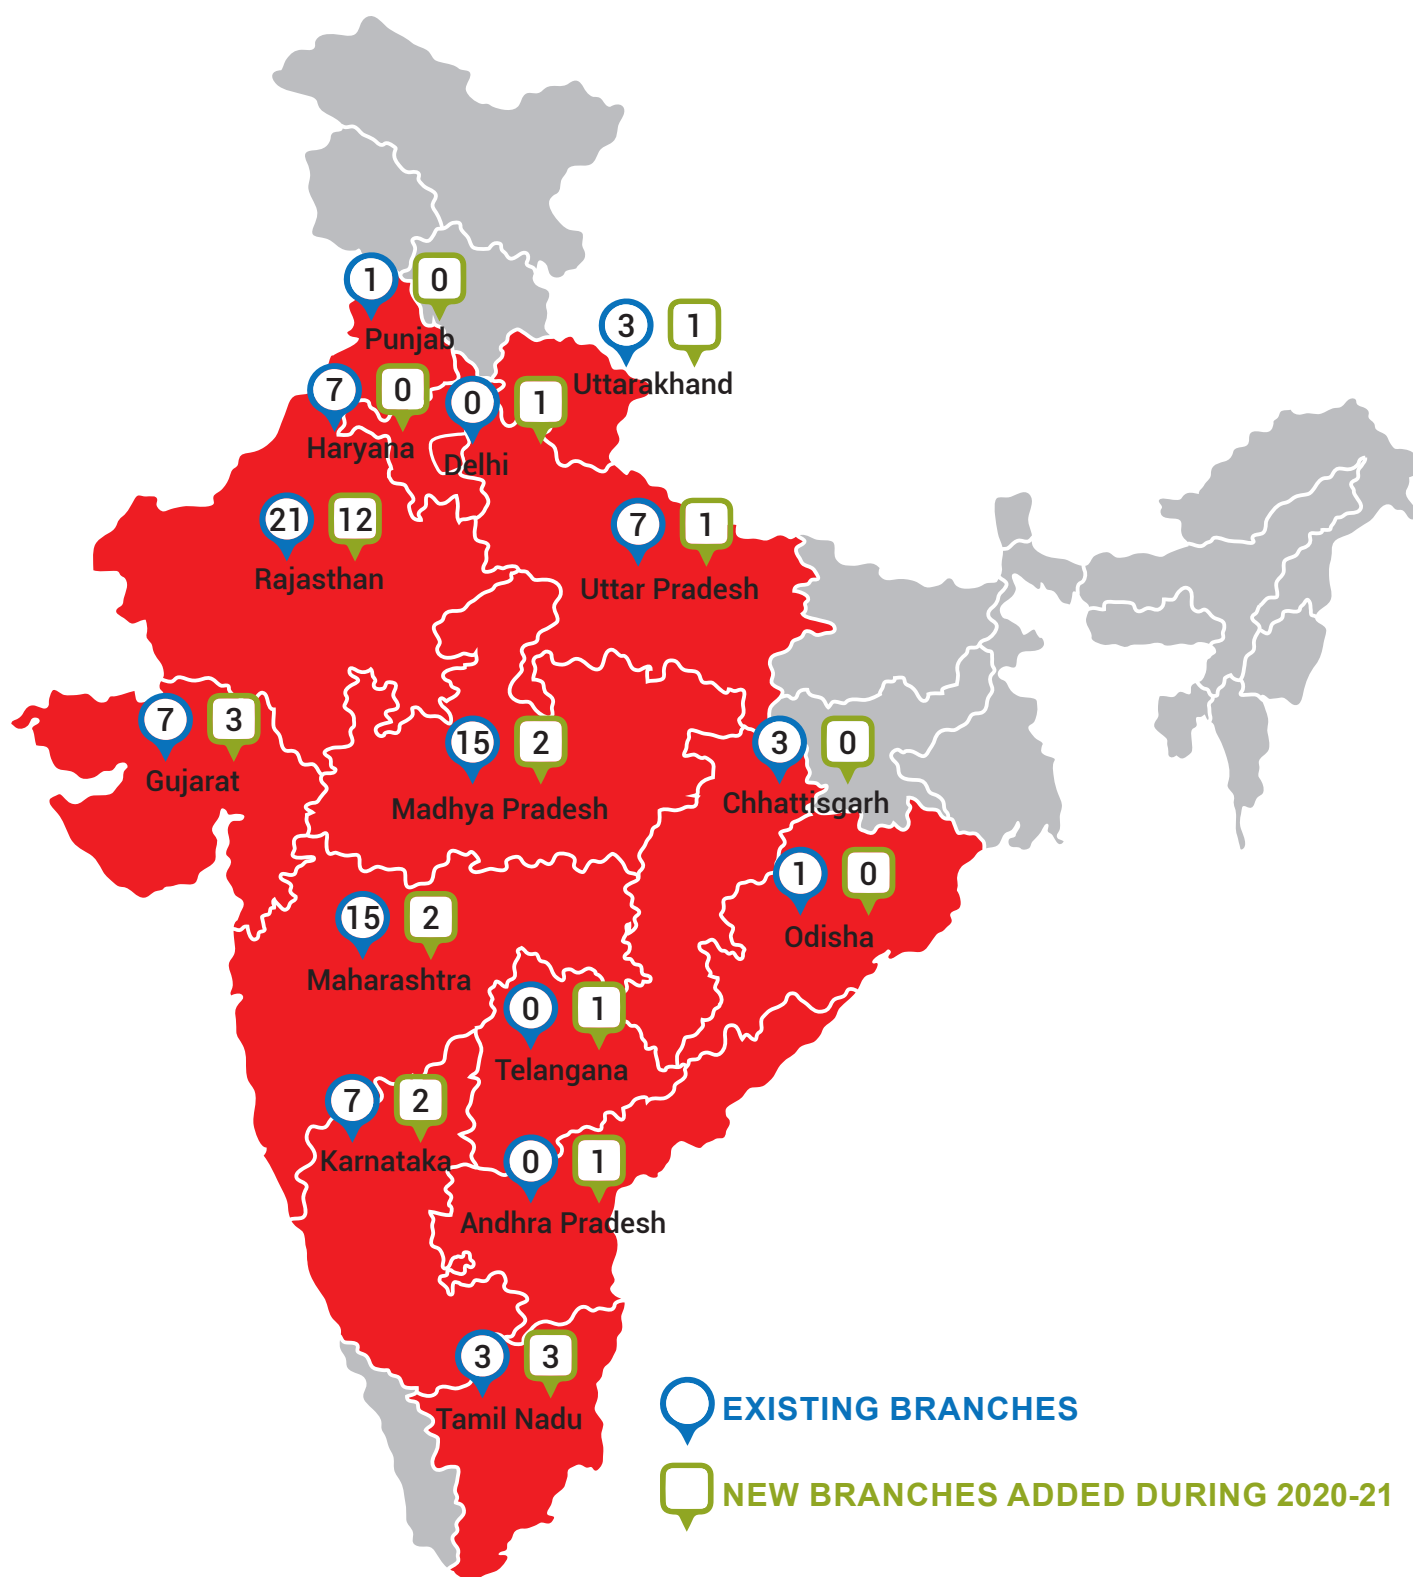 1 0
Punjab
3 1
Uttarakhand
7 0
Haryana
0 1
Delhi
21 12
Rajasthan
7 1
Uttar Pradesh
7 3
Gujarat
15 2
Madhya Pradesh
3 0
Chhattisgarh
1 0
Odisha
15 2
Maharashtra
0 1
Telangana
7 2
Karnataka
0 1
Andhra Pradesh
3 3
Tamil Nadu
EXISTING BRANCHES
NEW BRANCHES ADDED DURING 2020-21